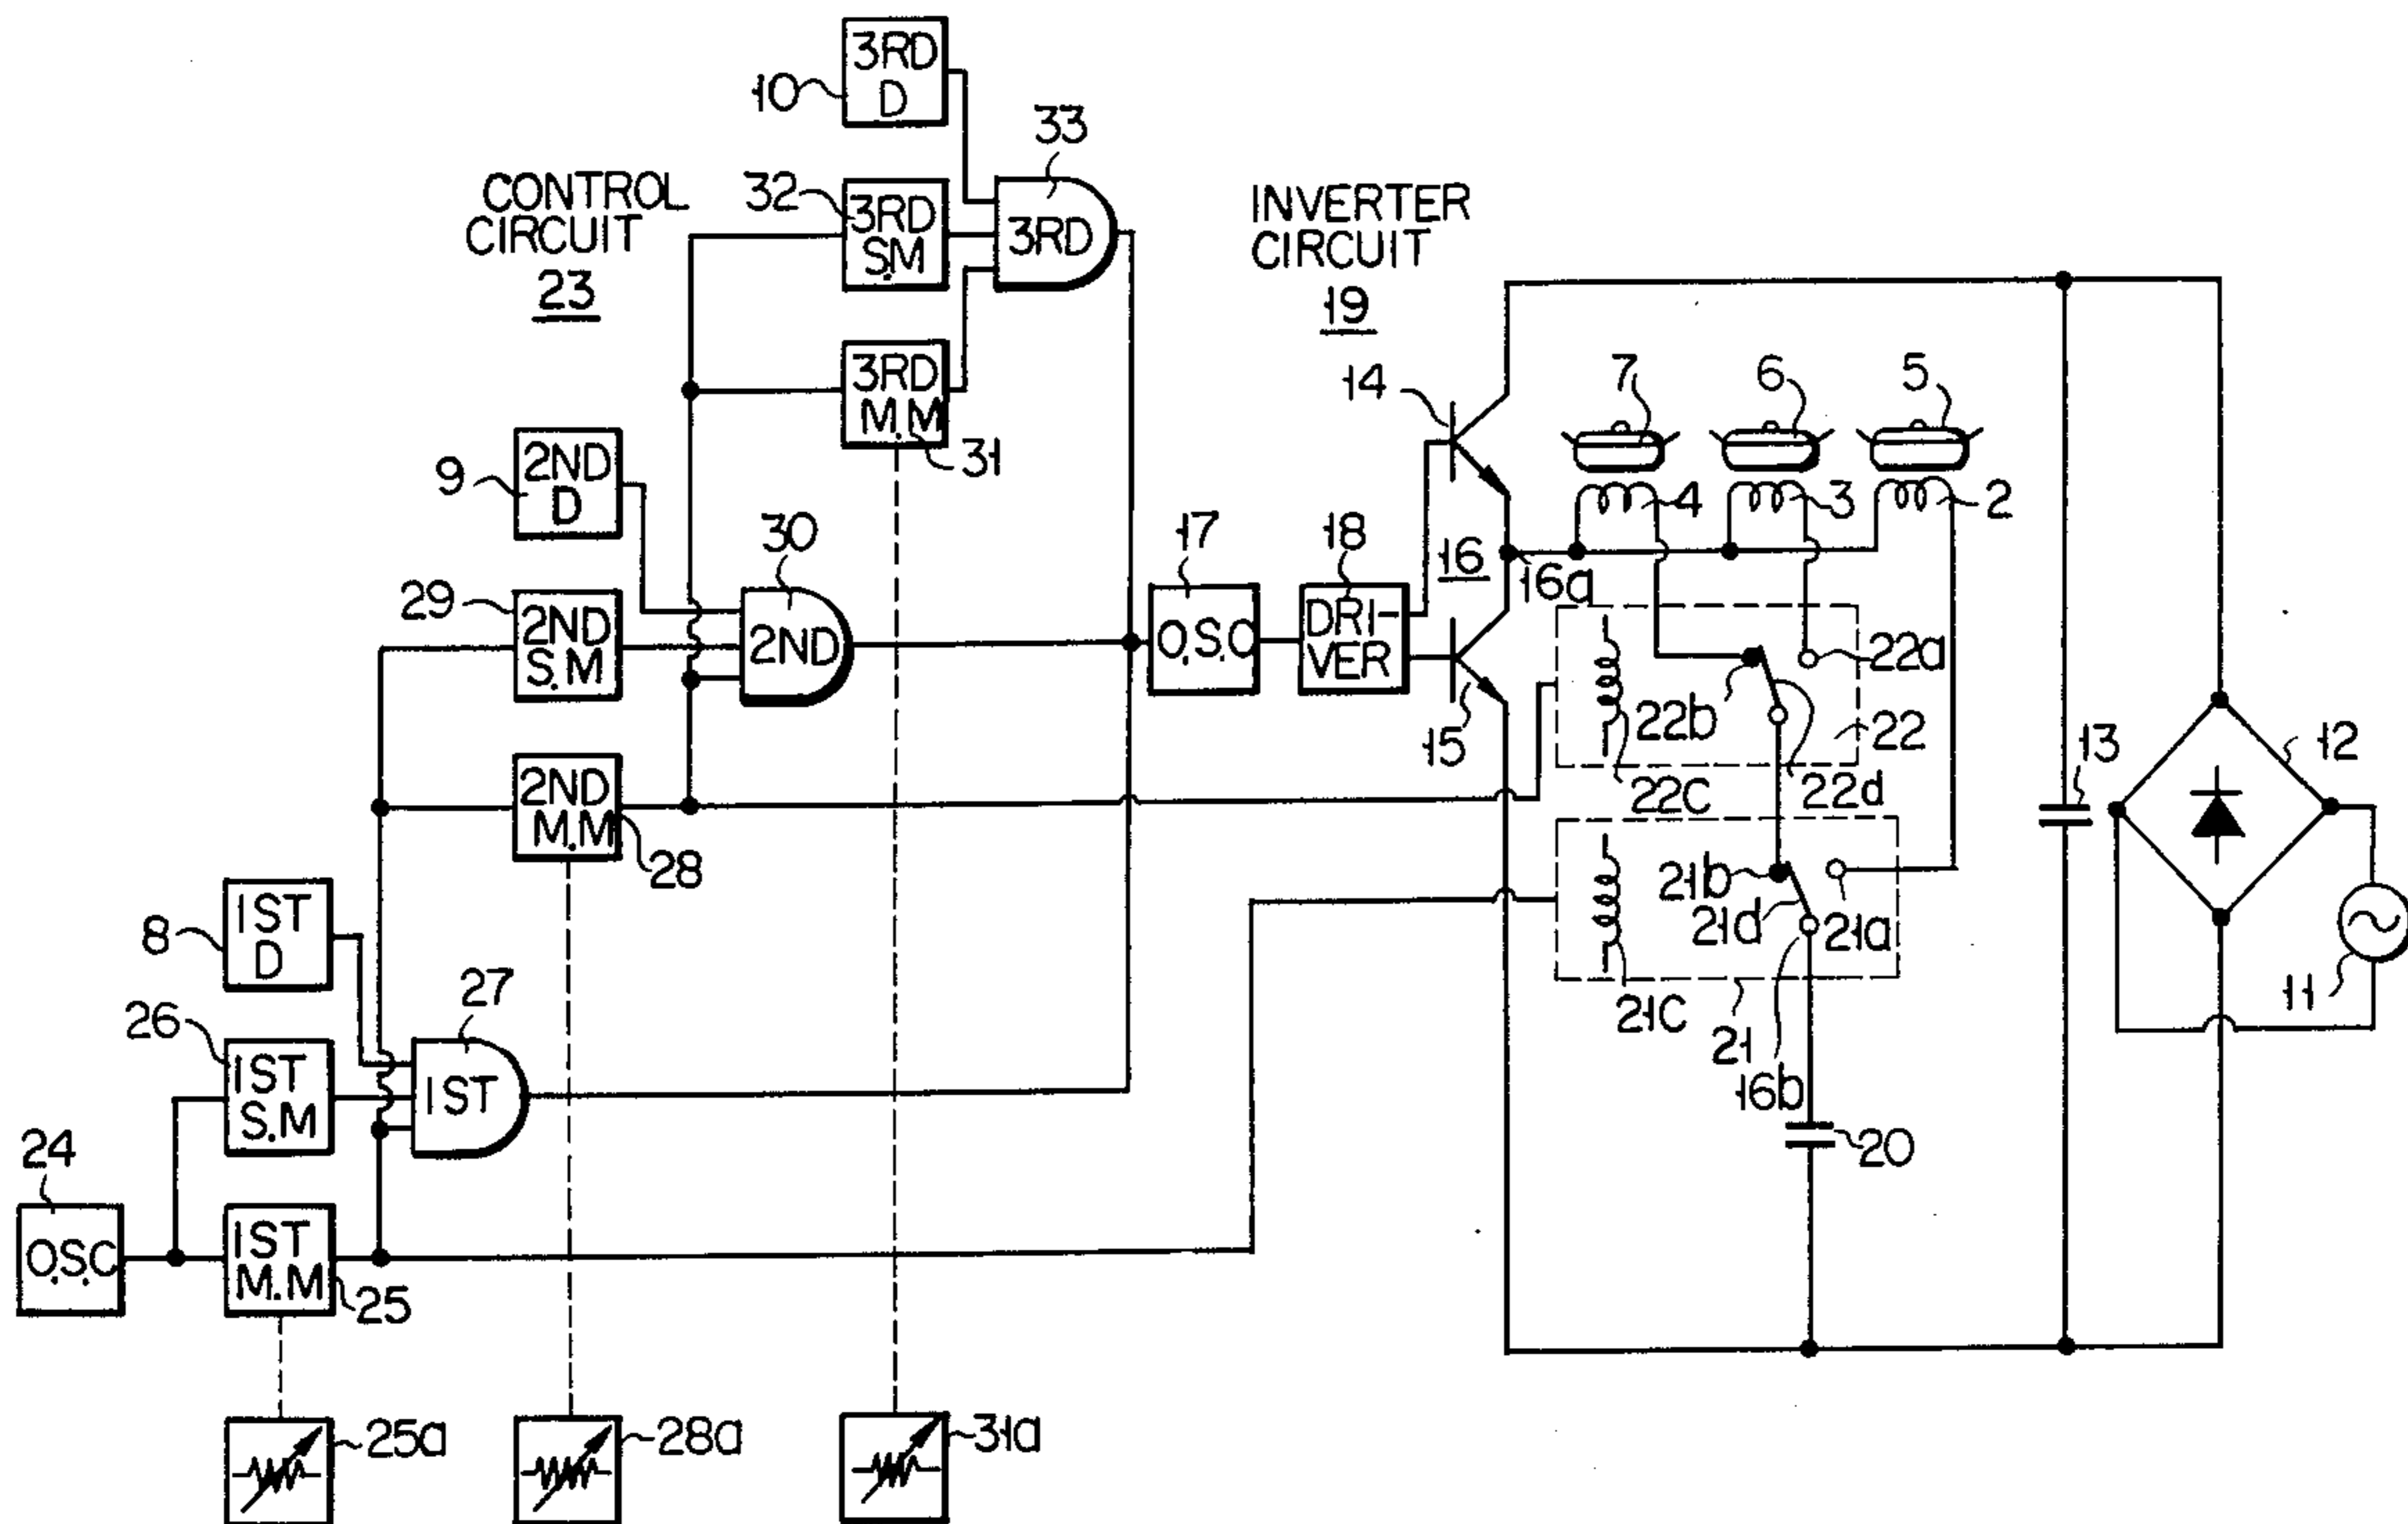 3RD
D
10
33
CONTROL
CIRCUIT
23
32
3RD
S.M
3RD
INVERTER
CIRCUIT
19
3RD
M.M
31
14
7
6
5
4
3
2
9
2ND
D
30
29
2ND
S.M
2ND
17
O.S.C
18
DRI-
VER
16
16a
15
22a
22b
22
22c
22d
13
12
2ND
M.M
28
21b
21d
21a
21c
21
16b
20
11
8
1ST
D
27
26
1ST
S.M
1ST
24
O.S.C
1ST
M.M
25
25a
28a
31a